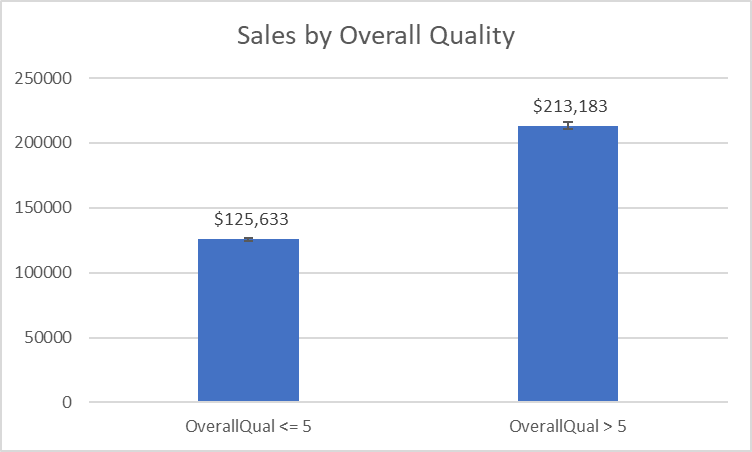 Sales by Overall Quality
250000
200000
150000
100000
50000
0
$125,633
$213,183
OverallQual <= 5
OverallQual > 5